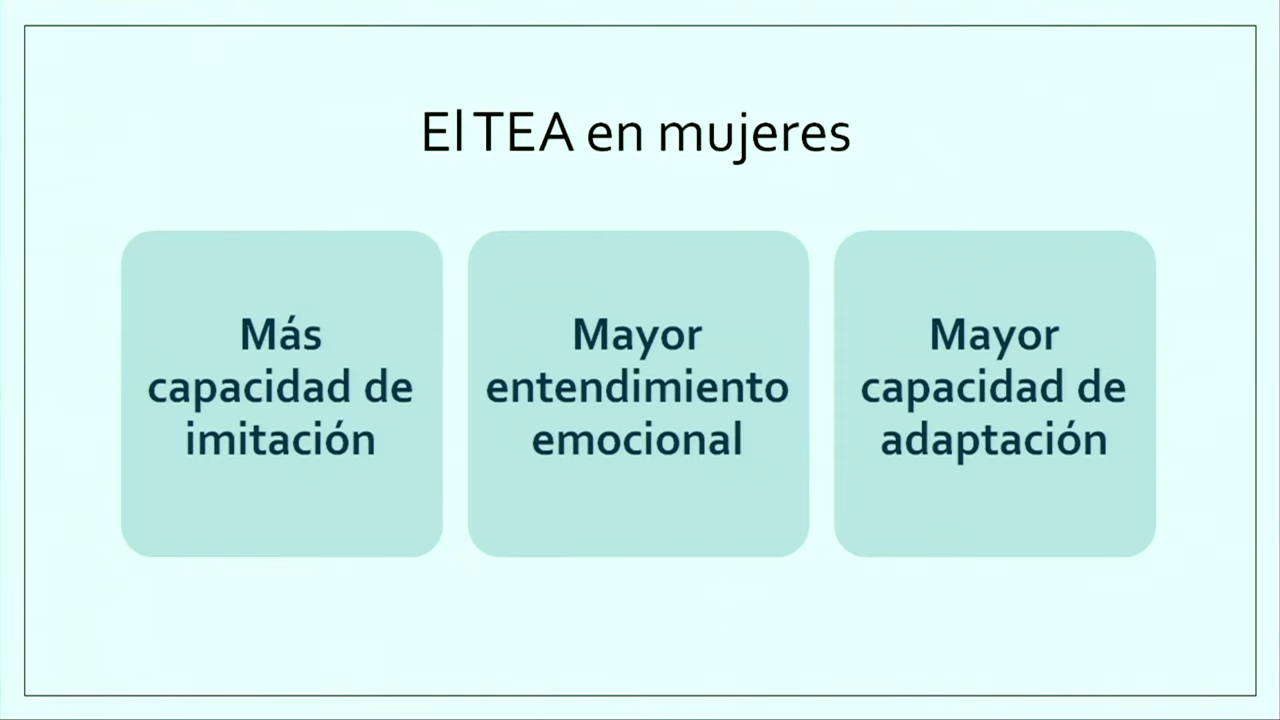 El TEA en mujeres
Más
capacidad de
imitación
Mayor
entendimiento
emocional
Mayor
capacidad de
adaptación